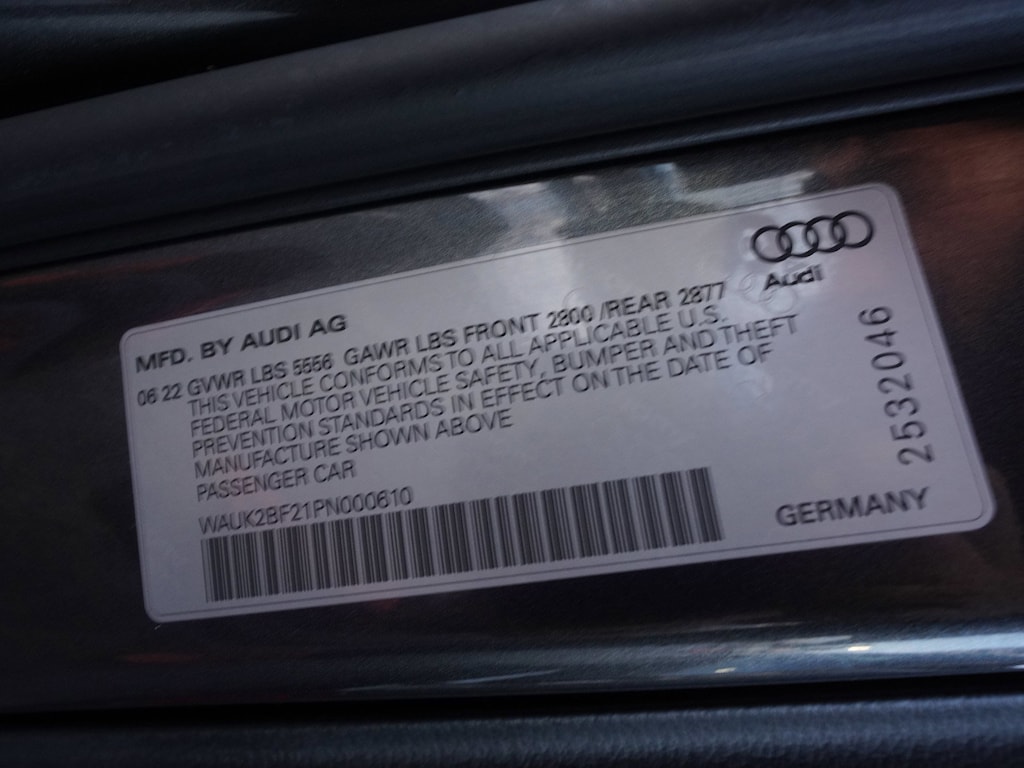 Audi
MFD. BY AUDI AG
06 22 GVWR LBS 5556 GAWR LBS FRONT 2800 /REAR 2877
THIS VEHICLE CONFORMS TO ALL APPLICABLE U.S.
FEDERAL MOTOR VEHICLE SAFETY, BUMPER AND THEFT
PREVENTION STANDARDS IN EFFECT ON THE DATE OF
MANUFACTURE SHOWN ABOVE
PASSENGER CAR
WAUK2BF21PN000610
GERMANY
2532046